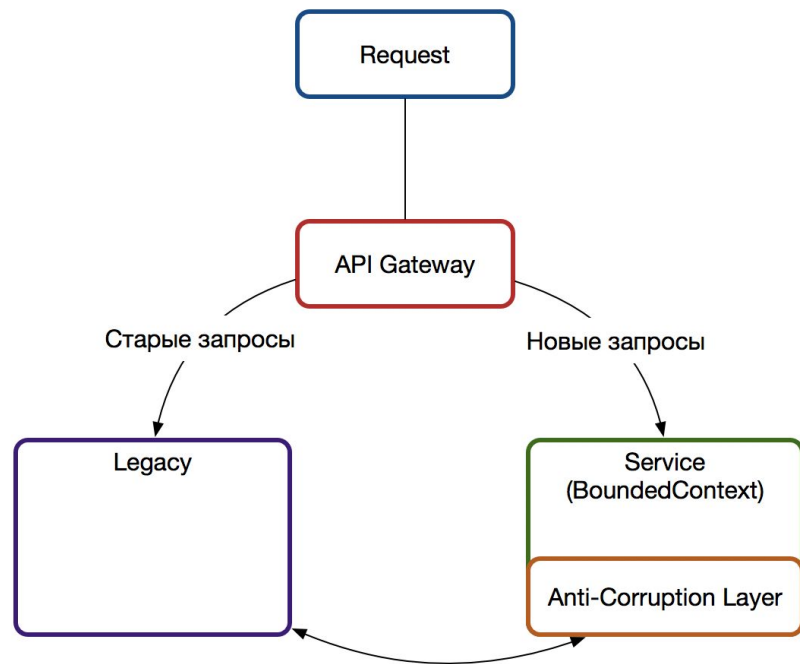 Request
API Gateway
Старые запросы
Новые запросы
Legacy
Service
(BoundedContext)
Anti-Corruption Layer